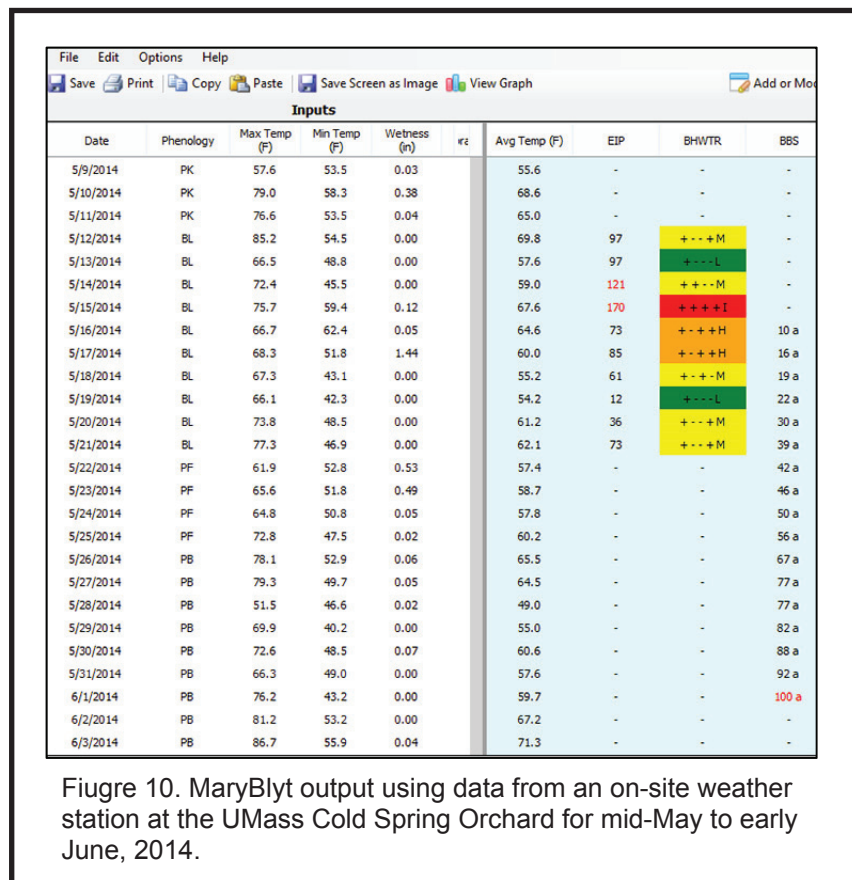 File Edit Options Help
Save Print Copy Paste Save Screen as Image View Graph Add or Mo
Inputs
Date Phenology Max Temp (F) Min Temp (F) Wetness (in) Avg Temp (F) EIP BHWTR BBS
5/9/2014 PK 57.6 53.5 0.03 55.6 - - -
5/10/2014 PK 79.0 58.3 0.38 68.6 - - -
5/11/2014 PK 76.6 53.5 0.04 65.0 - - -
5/12/2014 BL 85.2 54.5 0.00 69.8 97 + - - + M -
5/13/2014 BL 66.5 48.8 0.00 57.6 97 + - - - L -
5/14/2014 BL 72.4 45.5 0.00 59.0 121 + + - - M -
5/15/2014 BL 75.7 59.4 0.12 67.6 170 + + + + I -
5/16/2014 BL 66.7 62.4 0.05 64.6 73 + - + + H 10 a
5/17/2014 BL 68.3 51.8 1.44 60.0 85 + - + + H 16 a
5/18/2014 BL 67.3 43.1 0.00 55.2 61 + - + - M 19 a
5/19/2014 BL 66.1 42.3 0.00 54.2 12 + - - - L 22 a
5/20/2014 BL 73.8 48.5 0.00 61.2 36 + - - + M 30 a
5/21/2014 BL 77.3 46.9 0.00 62.1 73 + - - + M 39 a
5/22/2014 PF 61.9 52.8 0.53 57.4 - - 42 a
5/23/2014 PF 65.6 51.8 0.49 58.7 - - 46 a
5/24/2014 PF 64.8 50.8 0.05 57.8 - - 50 a
5/25/2014 PF 72.8 47.5 0.02 60.2 - - 56 a
5/26/2014 PB 78.1 52.9 0.06 65.5 - - 67 a
5/27/2014 PB 79.3 49.7 0.05 64.5 - - 77 a
5/28/2014 PB 51.5 46.6 0.02 49.0 - - 77 a
5/29/2014 PB 69.9 40.2 0.00 55.0 - - 82 a
5/30/2014 PB 72.6 48.5 0.07 60.6 - - 88 a
5/31/2014 PB 66.3 49.0 0.00 57.6 - - 92 a
6/1/2014 PB 76.2 43.2 0.00 59.7 - - 100 a
6/2/2014 PB 81.2 53.2 0.00 67.2 - - -
6/3/2014 PB 86.7 55.9 0.04 71.3 - - -
Fiugre 10. MaryBlyt output using data from an on-site weather
station at the UMass Cold Spring Orchard for mid-May to early
June, 2014.